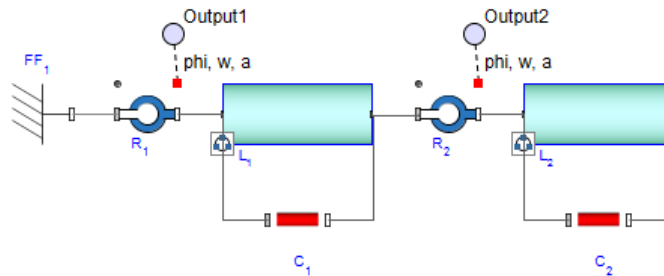 Output1
Output2
FF1
phi, w, a
phi, w, a
R1
L1
R2
L2
C1
C2